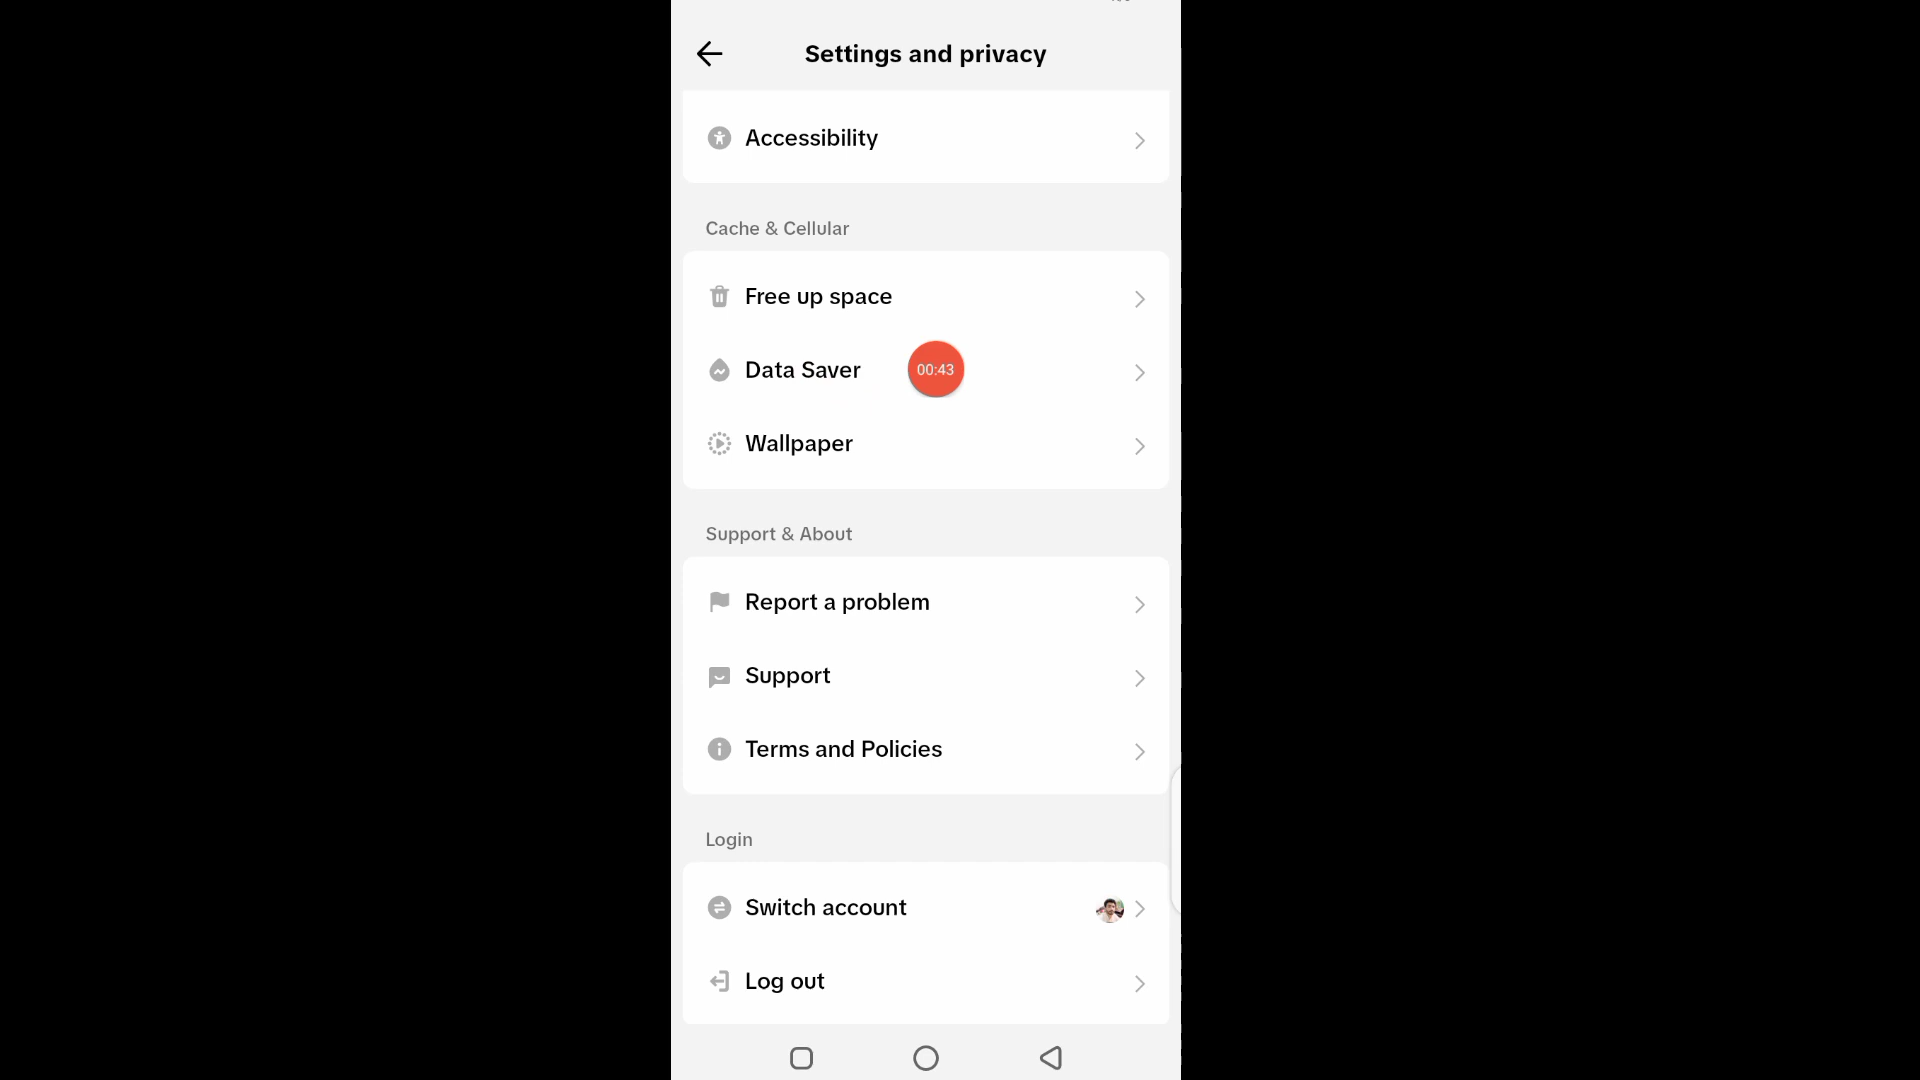 Settings and privacy
Accessibility
Cache & Cellular
Free up space
Data Saver
00:43
Wallpaper
Support & About
Report a problem
Support
Terms and Policies
Login
Switch account
Log out